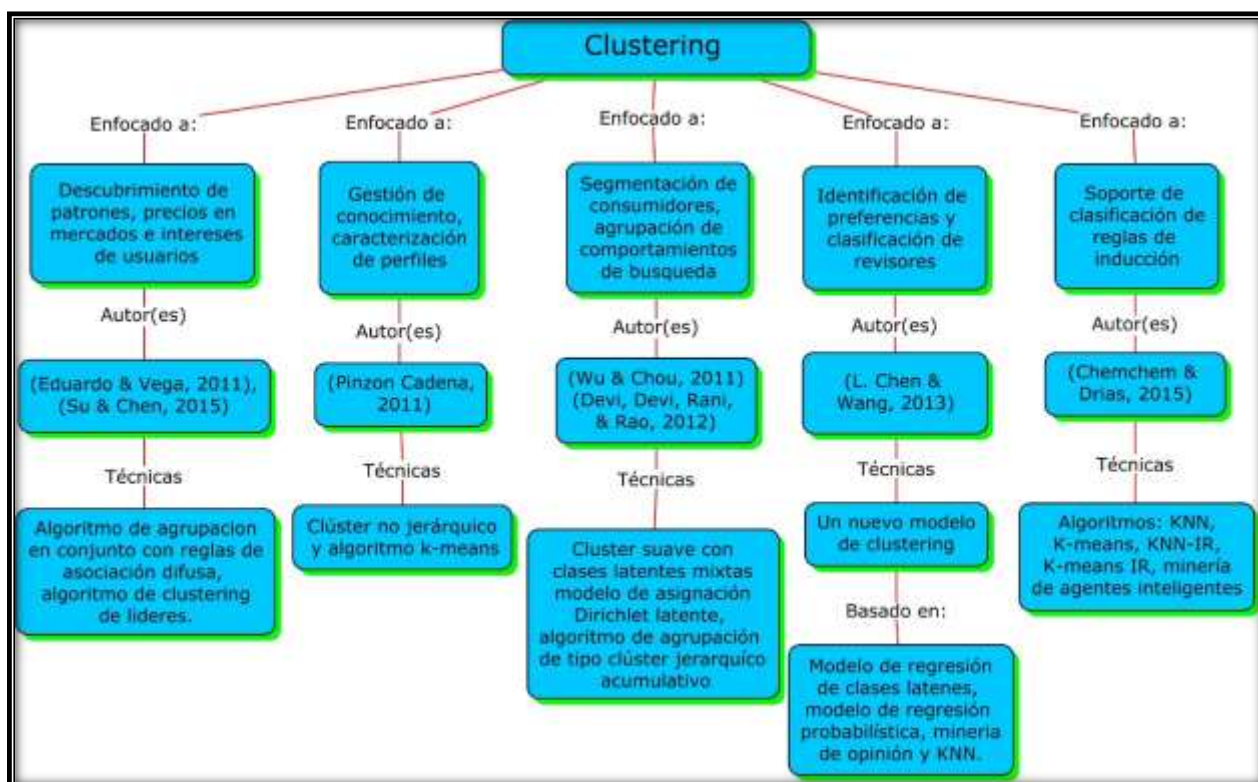 Clustering
Enfocado a:
Descubrimiento de
patrones, precios en
mercados e intereses
de usuarios
Autor(es)
(Eduardo & Vega, 2011),
(Su & Chen, 2015)
Técnicas
Algoritmo de agrupacion
en conjunto con reglas de
asociación difusa,
algoritmo de clustering
de lideres.
Enfocado a:
Gestión de
conocimiento,
caracterización
de perfiles
Autor(es)
(Pinzon Cadena,
2011)
Técnicas
Clúster no jerárquico
y algoritmo k-means
Enfocado a:
Segmentación de
consumidores,
agrupación de
comportamientos
de busqueda
Autor(es)
(Wu & Chou, 2011)
(Devi, Devi, Rani,
& Rao, 2012)
Técnicas
Cluster suave con
clases latentes mixtas
modelo de asignación
Dirichlet latente,
algoritmo de agrupación
de tipo clúster jerarquíco
acumulativo
Enfocado a:
Identificación de
preferencias y
clasificación de
revisores
Autor(es)
(L. Chen &
Wang, 2013)
Técnicas
Un nuevo modelo
de clustering
Basado en:
Modelo de regresión
de clases latenes,
modelo de regresión
probabilística, mineria
de opinión y KNN.
Enfocado a:
Soporte de
clasificación de
reglas de
inducción
Autor(es)
(Chemchem &
Drias, 2015)
Técnicas
Algoritmos: KNN,
K-means, KNN-IR,
K-means IR, minería
de agentes inteligentes